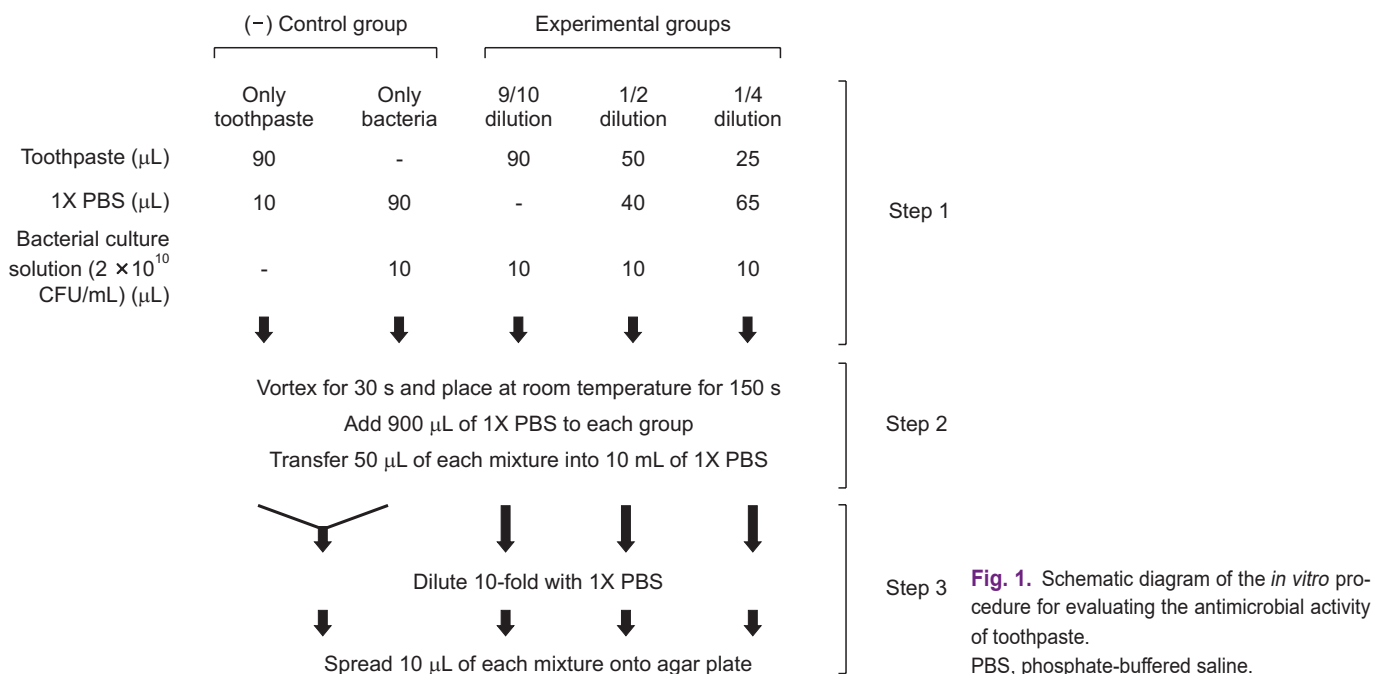 (−) Control group Experimental groups
Only toothpaste Only bacteria 9/10 dilution 1/2 dilution 1/4 dilution
Toothpaste (μL) 90 - 90 50 25
1X PBS (μL) 10 90 - 40 65
Bacterial culture solution (2 ×10¹⁰ CFU/mL) (μL) - 10 10 10 10
Step 1
Vortex for 30 s and place at room temperature for 150 s
Add 900 μL of 1X PBS to each group
Transfer 50 μL of each mixture into 10 mL of 1X PBS
Step 2
Dilute 10-fold with 1X PBS
Spread 10 μL of each mixture onto agar plate
Step 3
Fig. 1. Schematic diagram of the in vitro pro-
cedure for evaluating the antimicrobial activity
of toothpaste.
PBS, phosphate-buffered saline.